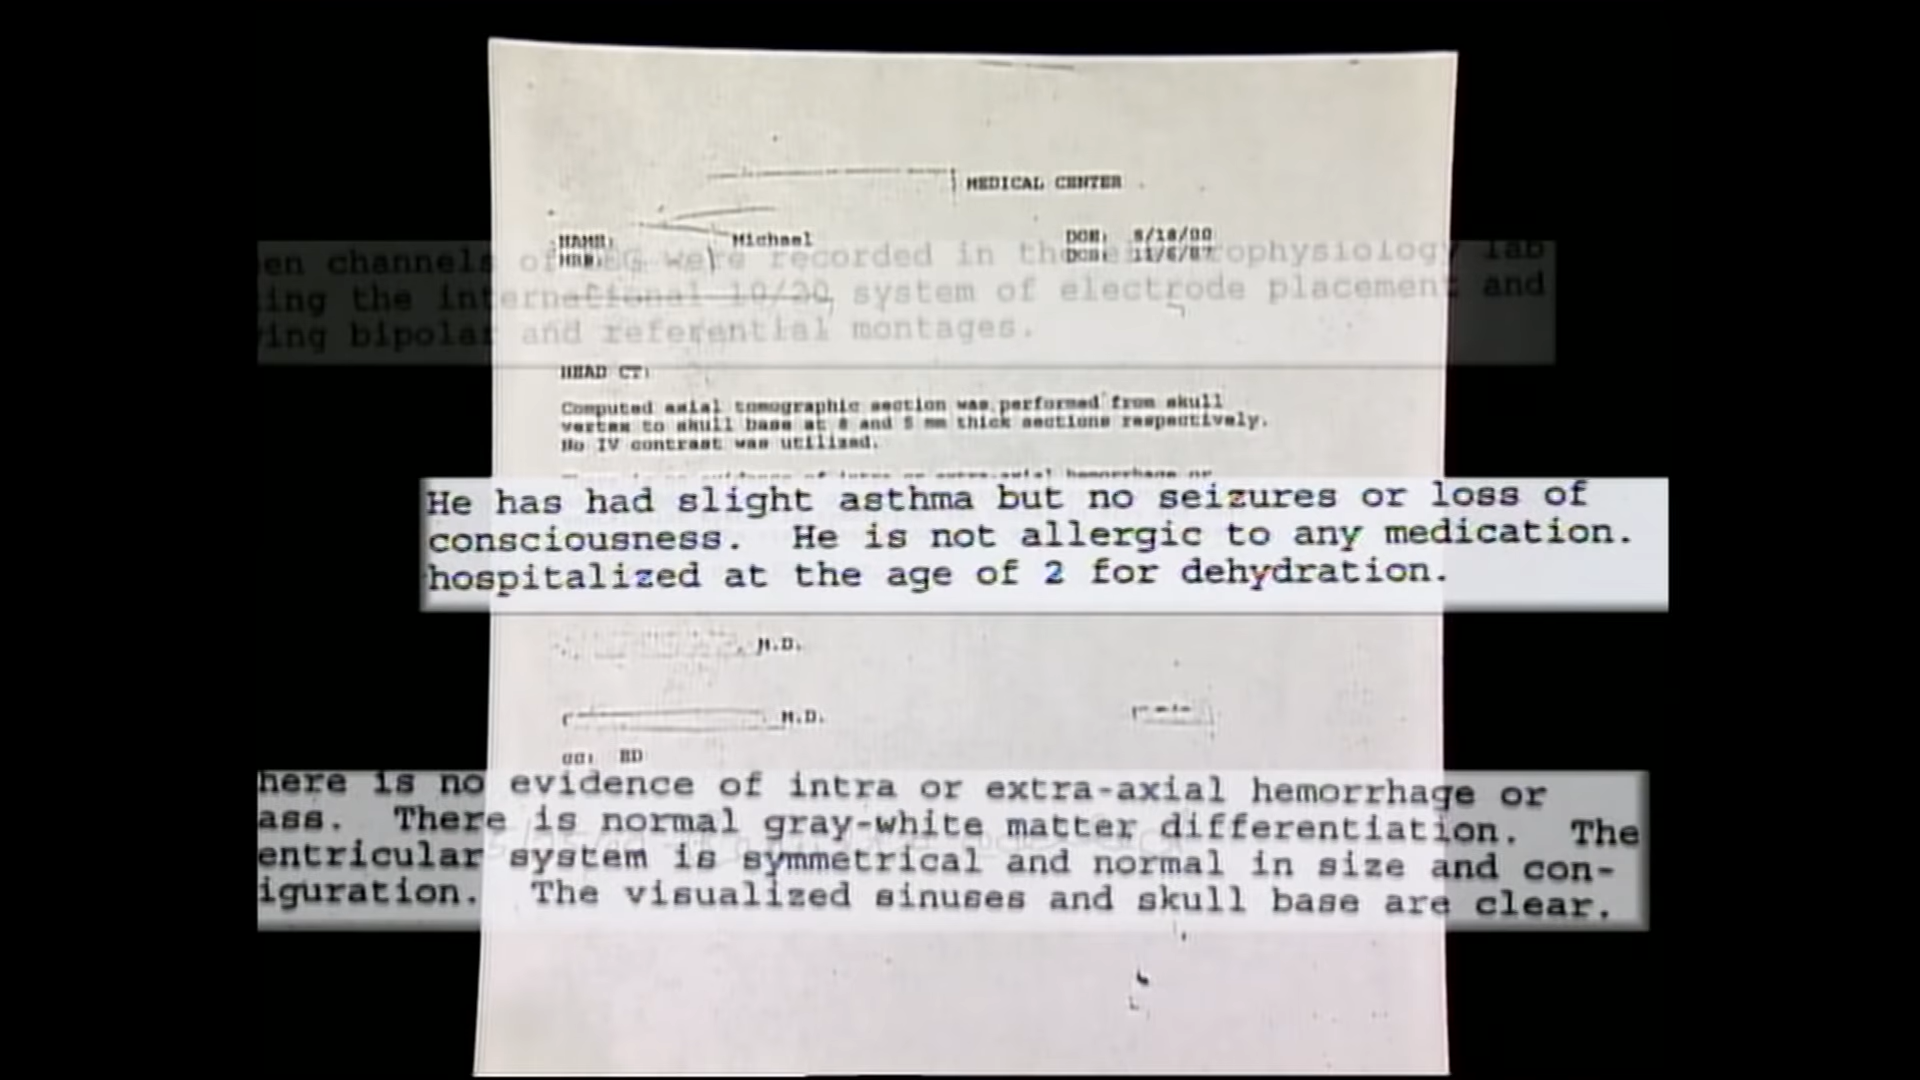 MEDICAL CENTER
NAME: Michael
en channels of EEG were recorded in the electrophysiology lab
ing the international 10/20 system of electrode placement and
ying bipolar and referential montages.
HEAD CT:
Computed axial tomographic section was performed from skull
vertex to skull base at 8 and 5 mm thick sections respectively.
No IV contrast was utilized.
He has had slight asthma but no seizures or loss of
consciousness. He is not allergic to any medication.
hospitalized at the age of 2 for dehydration.
M.D.
M.D.
cc: ED
here is no evidence of intra or extra-axial hemorrhage or
ass. There is normal gray-white matter differentiation. The
entricular system is symmetrical and normal in size and con-
iguration. The visualized sinuses and skull base are clear.